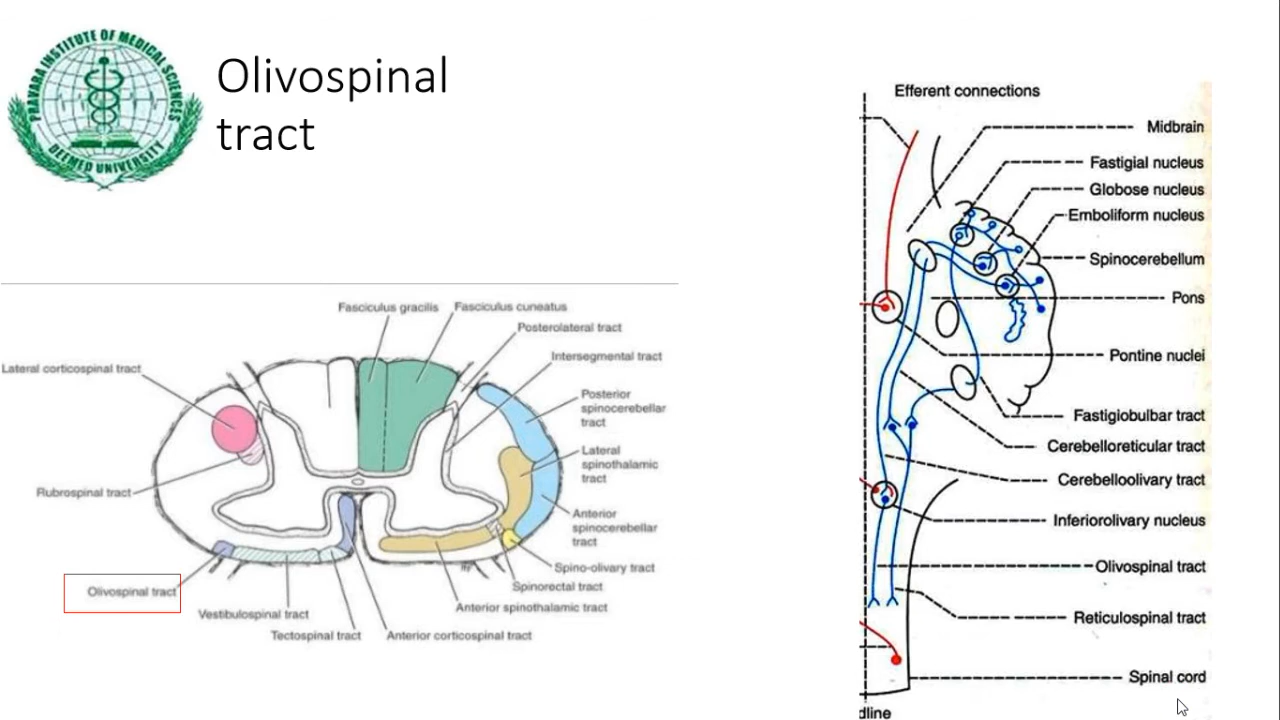 PRAVARA INSTITUTE OF MEDICAL SCIENCES
DEEMED UNIVERSITY
Olivospinal
tract
Fasciculus gracilis
Fasciculus cuneatus
Posterolateral tract
Intersegmental tract
Lateral corticospinal tract
Posterior
spinocerebellar
tract
Lateral
spinothalamic
tract
Rubrospinal tract
Anterior
spinocerebellar
tract
Spino-olivary tract
Spinorectal tract
Olivospinal tract
Anterior spinothalamic tract
Vestibulospinal tract
Tectospinal tract
Anterior corticospinal tract
Efferent connections
Midbrain
Fastigial nucleus
Globose nucleus
Emboliform nucleus
Spinocerebellum
Pons
Pontine nuclei
Fastigiobulbar tract
Cerebelloreticular tract
Cerebelloolivary tract
Inferiorolivary nucleus
Olivospinal tract
Reticulospinal tract
Spinal cord
dline